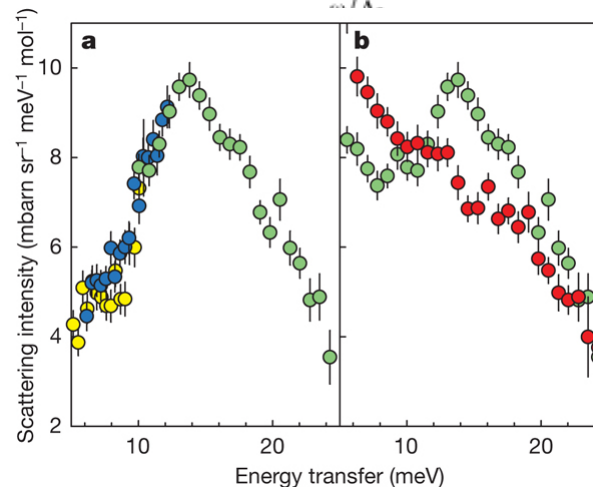 a
b
Scattering intensity (mbarn sr⁻¹ meV⁻¹ mol⁻¹)
10
8
6
4
2
10
20
10
20
Energy transfer (meV)